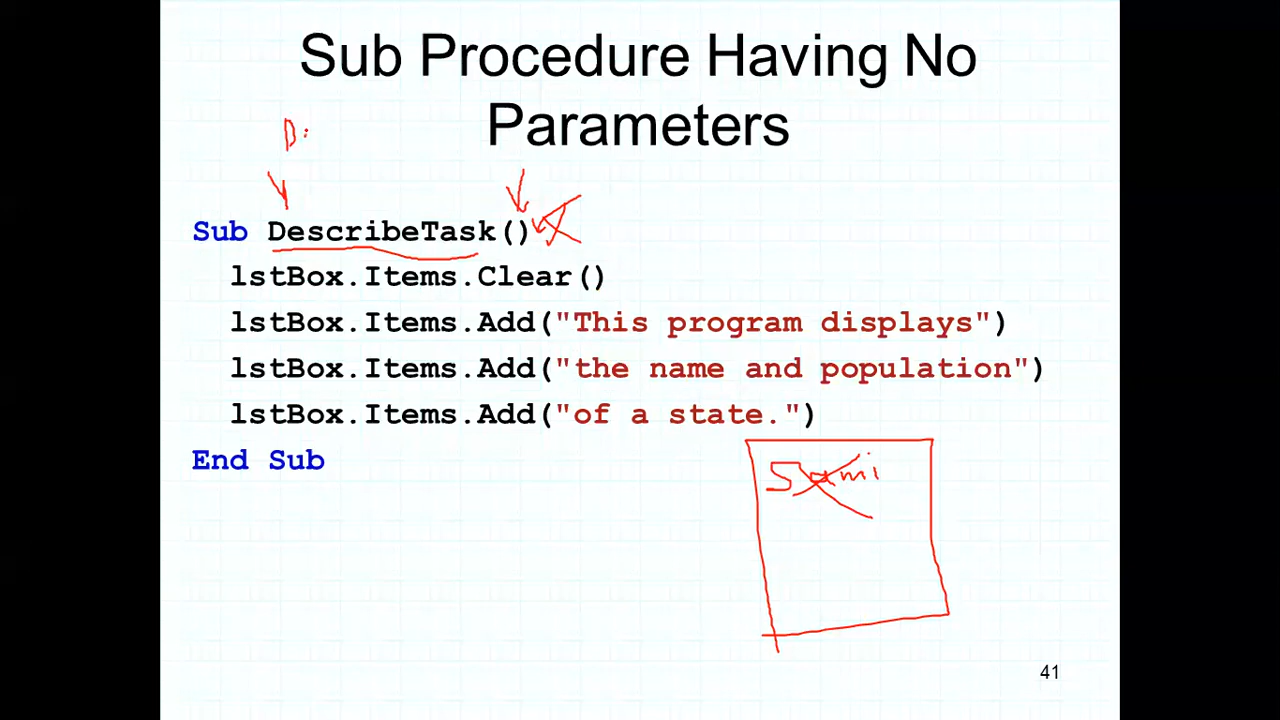 Sub Procedure Having No
Parameters
Sub DescribeTask()
lstBox.Items.Clear()
lstBox.Items.Add("This program displays")
lstBox.Items.Add("the name and population")
lstBox.Items.Add("of a state.")
End Sub
Sami
41